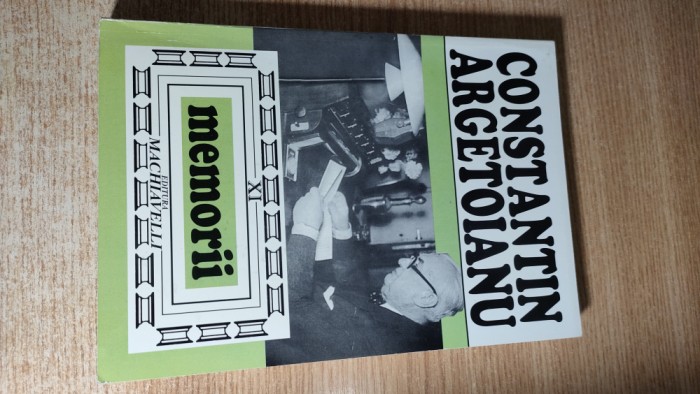 CONSTANTIN
ARGETOIANU
XI
memorii
EDITURA
MACHIAVELLI